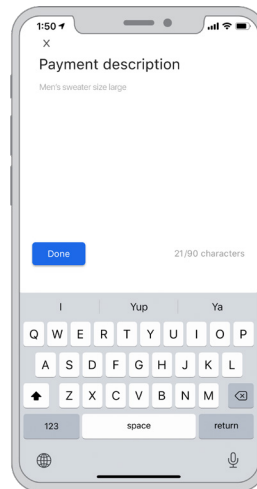 1:50
Payment description
Men's sweater size large
Done
21/90 characters
I Yup Ya
Q W E R T Y U I O P
A S D F G H J K L
Z X C V B N M
123 space return